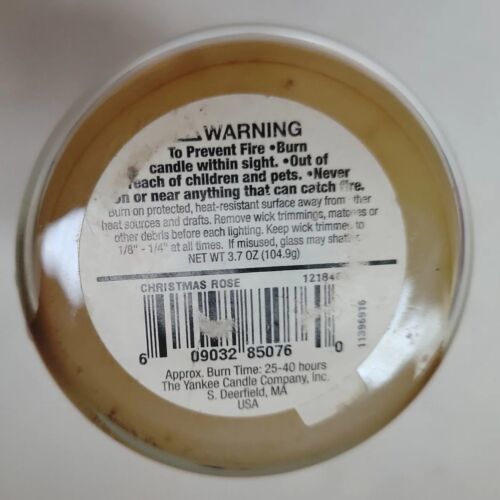 WARNING
To Prevent Fire •Burn
candle within sight. •Out of
reach of children and pets. •Never
on or near anything that can catch fire.
Burn on protected, heat-resistant surface away from other
heat sources and drafts. Remove wick trimmings, matches or
other debris before each lighting. Keep wick trimmed to
1/8" - 1/4" at all times. If misused, glass may shatter.
NET WT 3.7 OZ (104.9g)
CHRISTMAS ROSE
6 09032 85076 0
11396916
Approx. Burn Time: 25-40 hours
The Yankee Candle Company, Inc.
S. Deerfield, MA
USA